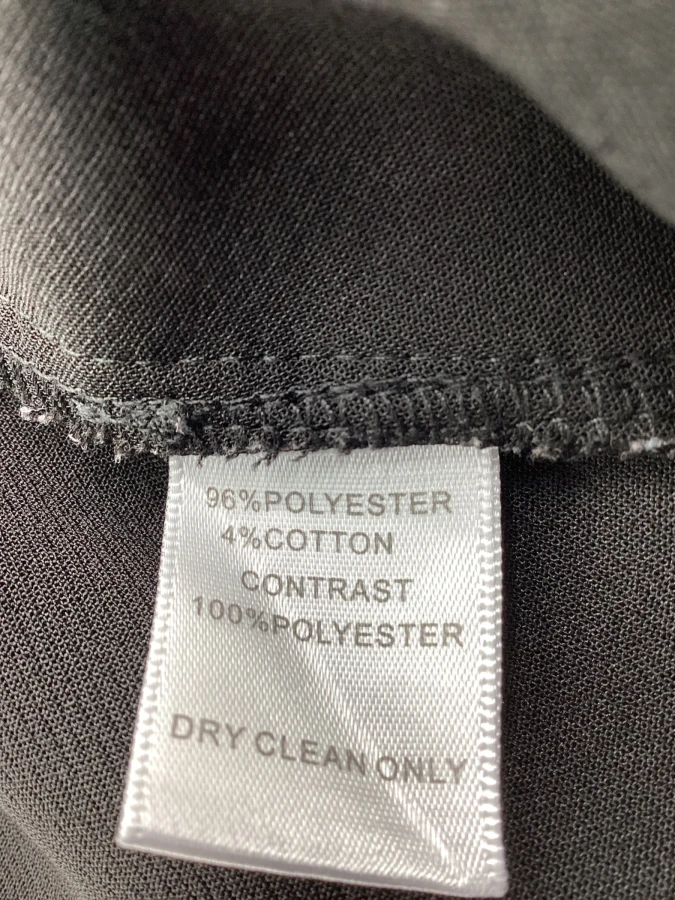 96%POLYESTER
4%COTTON
CONTRAST
100%POLYESTER
DRY CLEAN ONLY